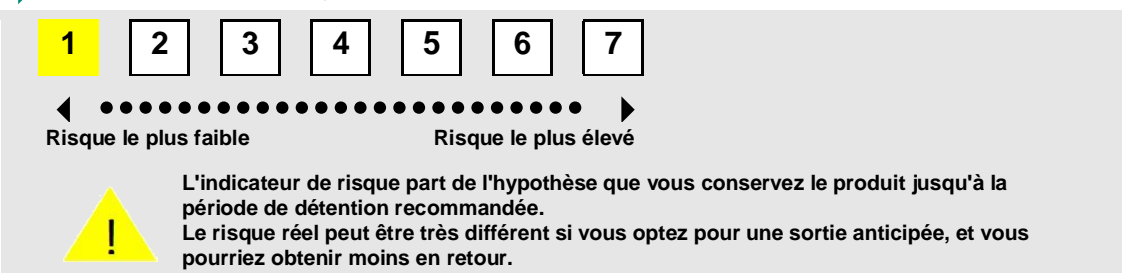 1 2 3 4 5 6 7
Risque le plus faible Risque le plus élevé
L'indicateur de risque part de l'hypothèse que vous conservez le produit jusqu'à la
période de détention recommandée.
! Le risque réel peut être très différent si vous optez pour une sortie anticipée, et vous
pourriez obtenir moins en retour.